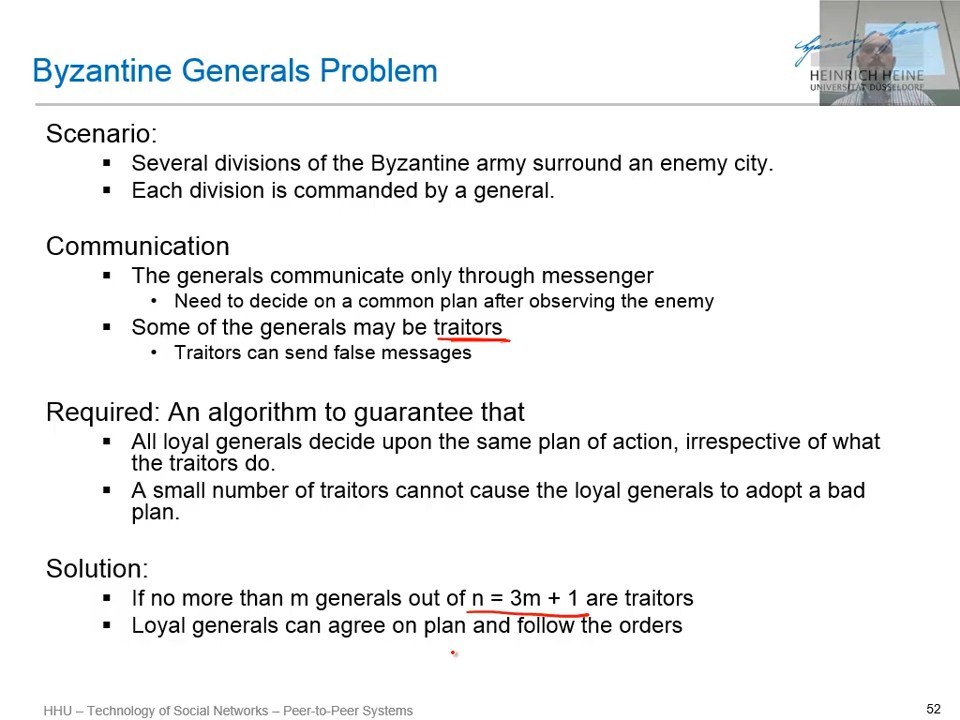 Byzantine Generals Problem
HEINRICH HEINE
UNIVERSITÄT DÜSSELDORF
Scenario:
▪ Several divisions of the Byzantine army surround an enemy city.
▪ Each division is commanded by a general.
Communication
▪ The generals communicate only through messenger
• Need to decide on a common plan after observing the enemy
▪ Some of the generals may be traitors
• Traitors can send false messages
Required: An algorithm to guarantee that
▪ All loyal generals decide upon the same plan of action, irrespective of what
the traitors do.
▪ A small number of traitors cannot cause the loyal generals to adopt a bad
plan.
Solution:
▪ If no more than m generals out of n = 3m + 1 are traitors
▪ Loyal generals can agree on plan and follow the orders
HHU – Technology of Social Networks – Peer-to-Peer Systems
52